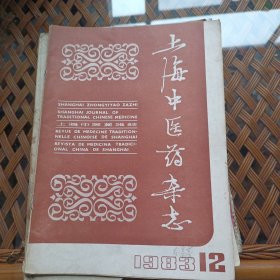 上海中医药杂志
SHANGHAI ZHONGYIYAO ZAZHI
SHANGHAI JOURNAL OF
TRADITIONAL CHINESE MEDICINE
REVUE DE MEDECINE TRADITION-
NELLE CHINOISE DE SHANGHAI
REVISTA DE MEDICINA TRADICI-
ONAL CHINA DE SHANGHAI
1983 12